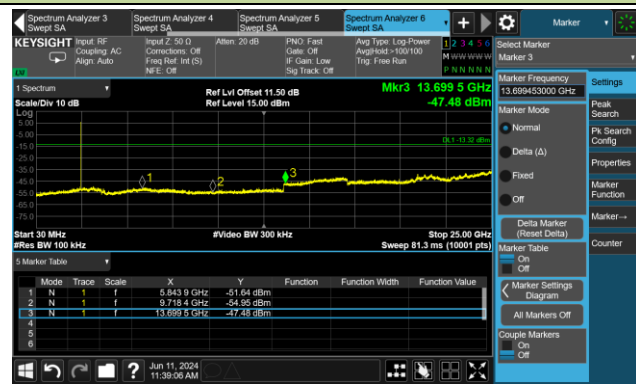 Spectrum Analyzer 3
Swept SA
Spectrum Analyzer 4
Swept SA
Spectrum Analyzer 5
Swept SA
Spectrum Analyzer 6
Swept SA
+
Marker
KEYSIGHT
Input: RF
Coupling: AC
Align: Auto
Input Z: 50 Ω
Corrections: Off
Freq Ref: Int (S)
NFE: Off
Atten: 20 dB
PNO: Fast
Gate: Off
IF Gain: Low
Sig Track: Off
Avg Type: Log-Power
Avg|Hold:>100/100
Trig: Free Run
1 2 3 4 5 6
M W W W W W
P N N N N N
LU
Select Marker
Marker 3
1 Spectrum
Scale/Div 10 dB
Log
Ref Lvl Offset 11.50 dB
Ref Level 15.00 dBm
Mkr3 13.699 5 GHz
-47.48 dBm
5.00
-5.00
-15.0
-25.0
-35.0
-45.0
-55.0
-65.0
-75.0
DL1 -13.32 dBm
1
2
3
Start 30 MHz
#Res BW 100 kHz
#Video BW 300 kHz
Stop 25.00 GHz
Sweep 81.3 ms (10001 pts)
5 Marker Table
Mode Trace Scale X Y Function Function Width Function Value
1 N 1 f 5.843 9 GHz -51.64 dBm
2 N 1 f 9.718 4 GHz -54.95 dBm
3 N 1 f 13.699 5 GHz -47.48 dBm
4
5
6
Marker Frequency
13.699453000 GHz
Marker Mode
Normal
Delta (Δ)
Fixed
Off
Delta Marker
(Reset Delta)
Marker Table
On
Off
Marker Settings
Diagram
All Markers Off
Couple Markers
On
Off
Settings
Peak
Search
Pk Search
Config
Properties
Marker
Function
Marker→
Counter
?
Jun 11, 2024
11:39:06 AM